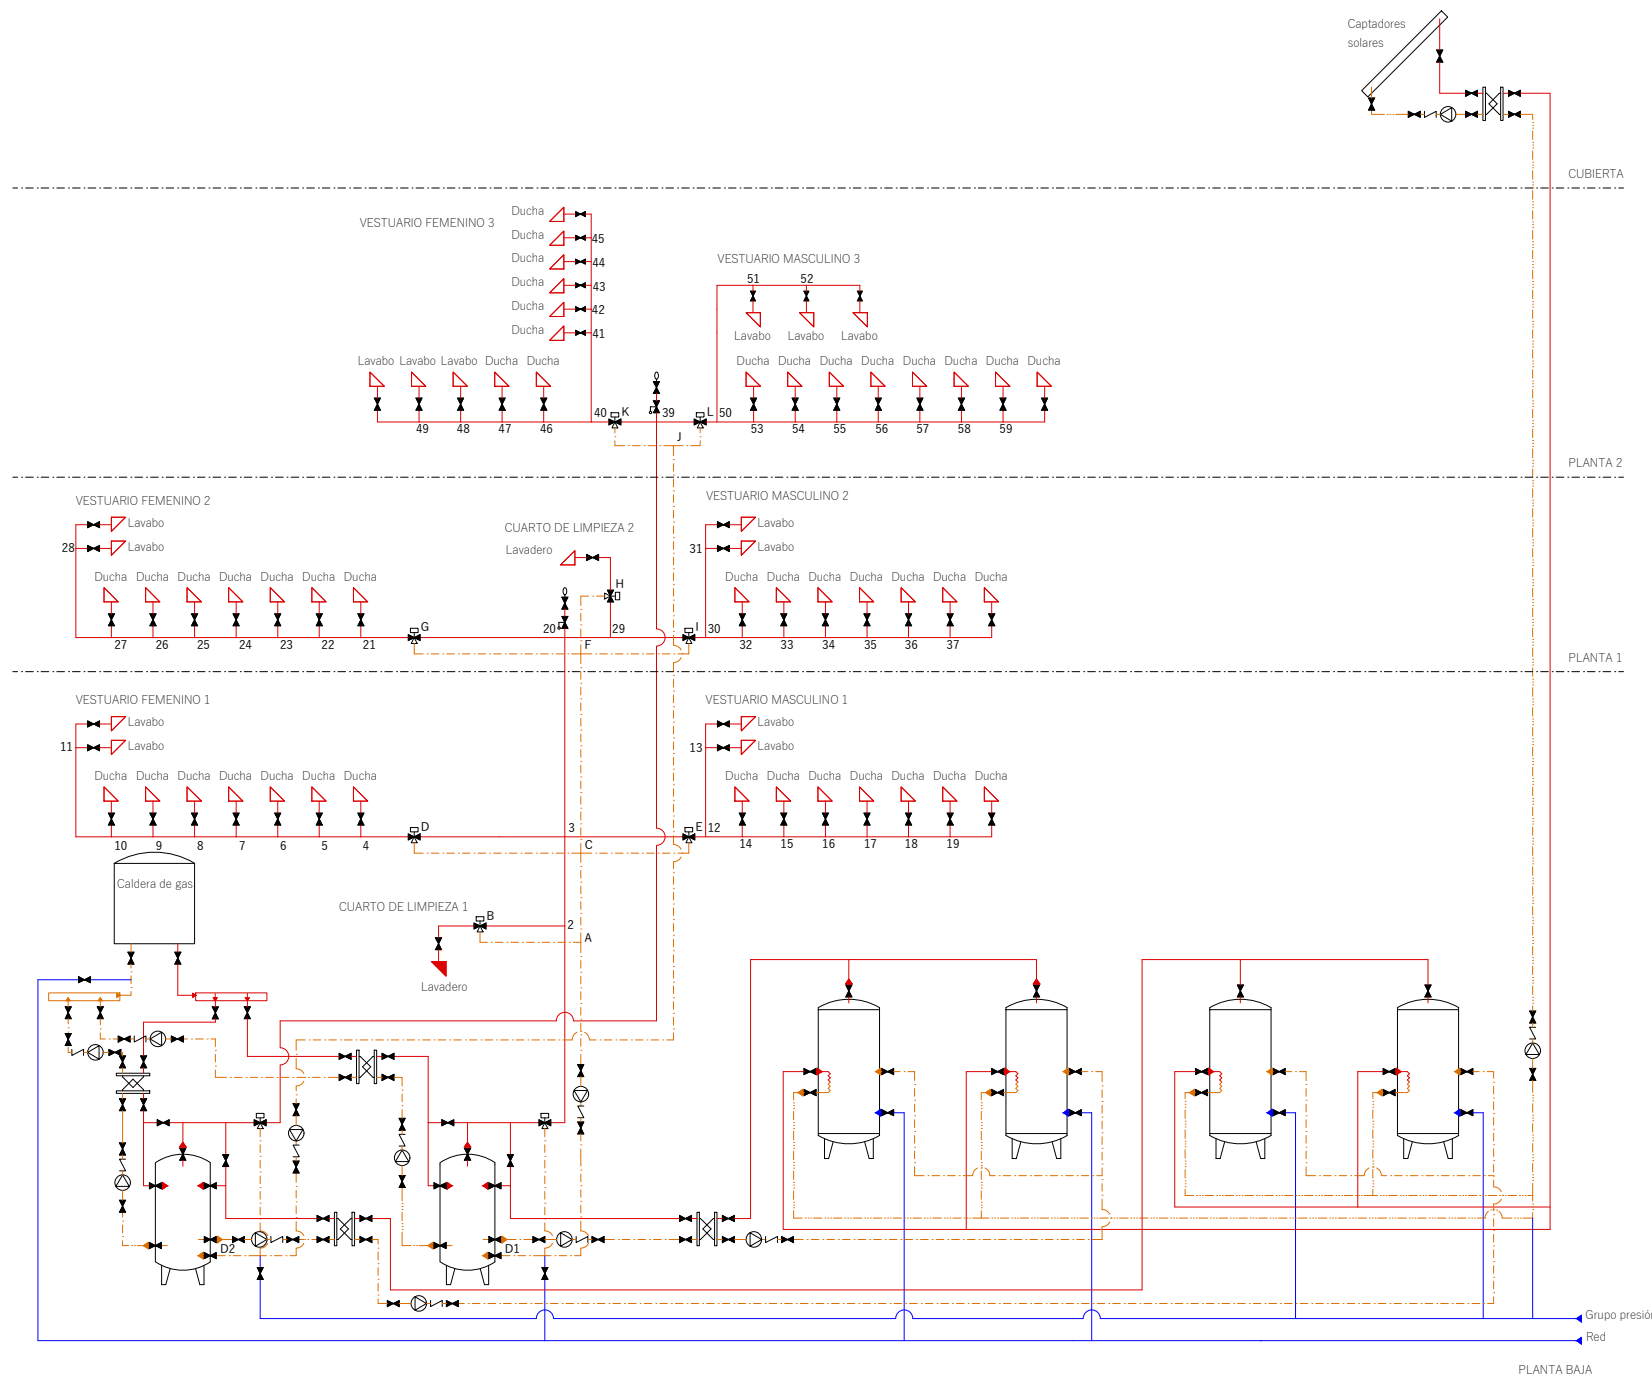 Captadores
solares
CUBIERTA
VESTUARIO FEMENINO 3
Ducha
Ducha 45
Ducha 44
Ducha 43
Ducha 42
Ducha 41
VESTUARIO MASCULINO 3
51 52
Lavabo Lavabo Lavabo
Lavabo Lavabo Lavabo Ducha Ducha
Ducha Ducha Ducha Ducha Ducha Ducha Ducha Ducha
40 K 39 L 50
49 48 47 46
J
53 54 55 56 57 58 59
PLANTA 2
VESTUARIO FEMENINO 2
Lavabo
28 Lavabo
Ducha Ducha Ducha Ducha Ducha Ducha Ducha
G
27 26 25 24 23 22 21
CUARTO DE LIMPIEZA 2
Lavadero
H
20 29
F
VESTUARIO MASCULINO 2
Lavabo
31 Lavabo
Ducha Ducha Ducha Ducha Ducha Ducha Ducha
I 30
32 33 34 35 36 37
PLANTA 1
VESTUARIO FEMENINO 1
Lavabo
11 Lavabo
Ducha Ducha Ducha Ducha Ducha Ducha Ducha
D 3
10 9 8 7 6 5 4
C
VESTUARIO MASCULINO 1
Lavabo
13 Lavabo
Ducha Ducha Ducha Ducha Ducha Ducha Ducha
E 12
14 15 16 17 18 19
Caldera de gas
CUARTO DE LIMPIEZA 1
B 2
A
Lavadero
D2
D1
Grupo presión
Red
PLANTA BAJA